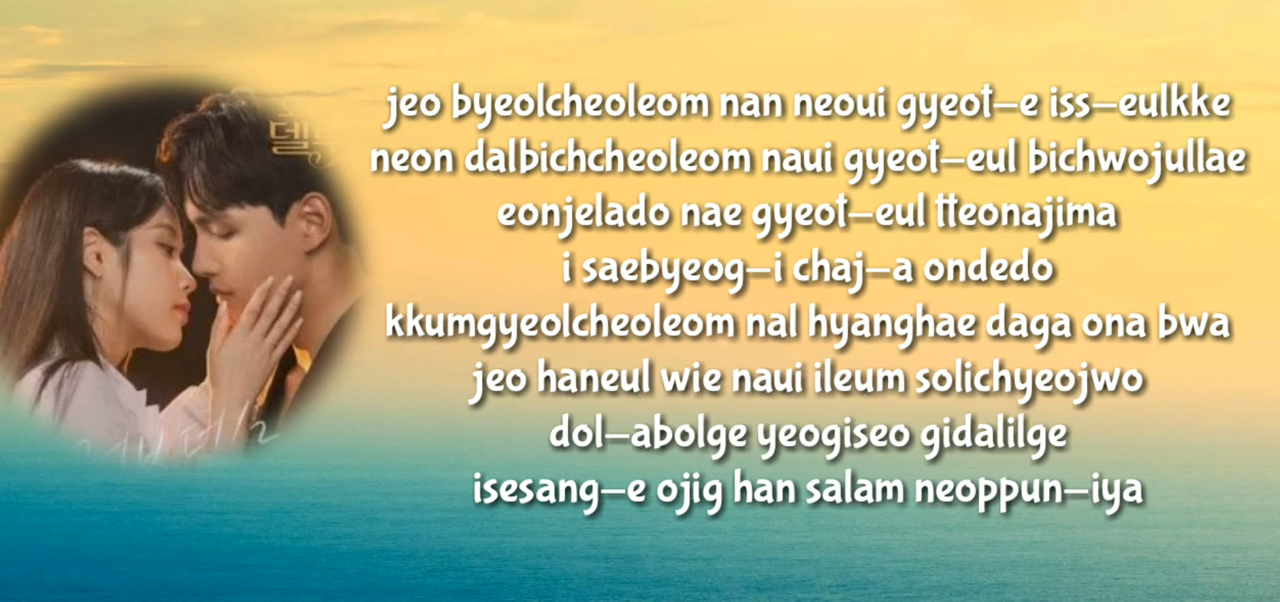 델루
jeo byeolcheoleom nan neoui gyeot-e iss-eulkke
neon dalbichcheoleom naui gyeot-eul bichwojullae
eonjelado nae gyeot-eul tteonajima
i saebyeog-i chaj-a ondedo
kkumgyeolcheoleom nal hyanghae daga ona bwa
jeo haneul wie naui ileum solichyeojwo
dol-abolge yeogiseo gidalilge
isesang-e ojig han salam neoppun-iya